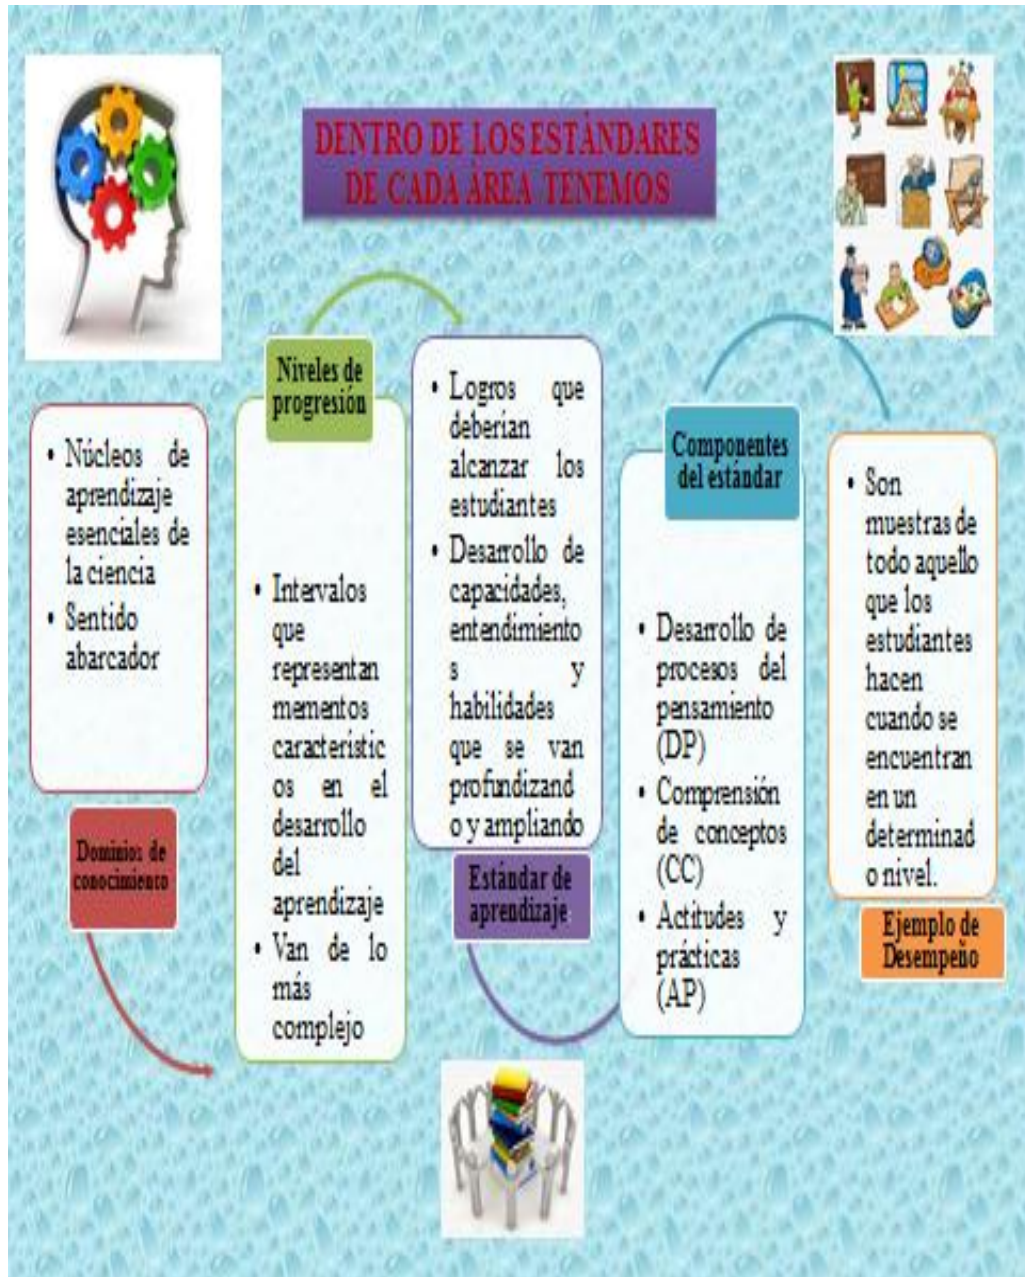 DENTRO DE LOS ESTÀNDARES
DE CADA ÀREA TENEMOS
• Núcleos de
aprendizaje
esenciales de
la ciencia
• Sentido
abarcador
Dominios de
conocimiento
Niveles de
progresión
• Intervalos
que
representan
mementos
característic
os en el
desarrollo
del
aprendizaje
• Van de lo
más
complejo
• Logros que
deberian
alcanzar los
estudiantes
• Desarrollo de
capacidades,
entendimiento
s y
habilidades
que se van
profundizand
o y ampliando
Estàndar de
aprendizaje
Componentes
del estándar
• Desarrollo de
procesos del
pensamiento
(DP)
• Comprensión
de conceptos
(CC)
• Actitudes y
prácticas
(AP)
• Son
muestras de
todo aquello
que los
estudiantes
hacen
cuando se
encuentran
en un
determinad
o nivel.
Ejemplo de
Desempeño